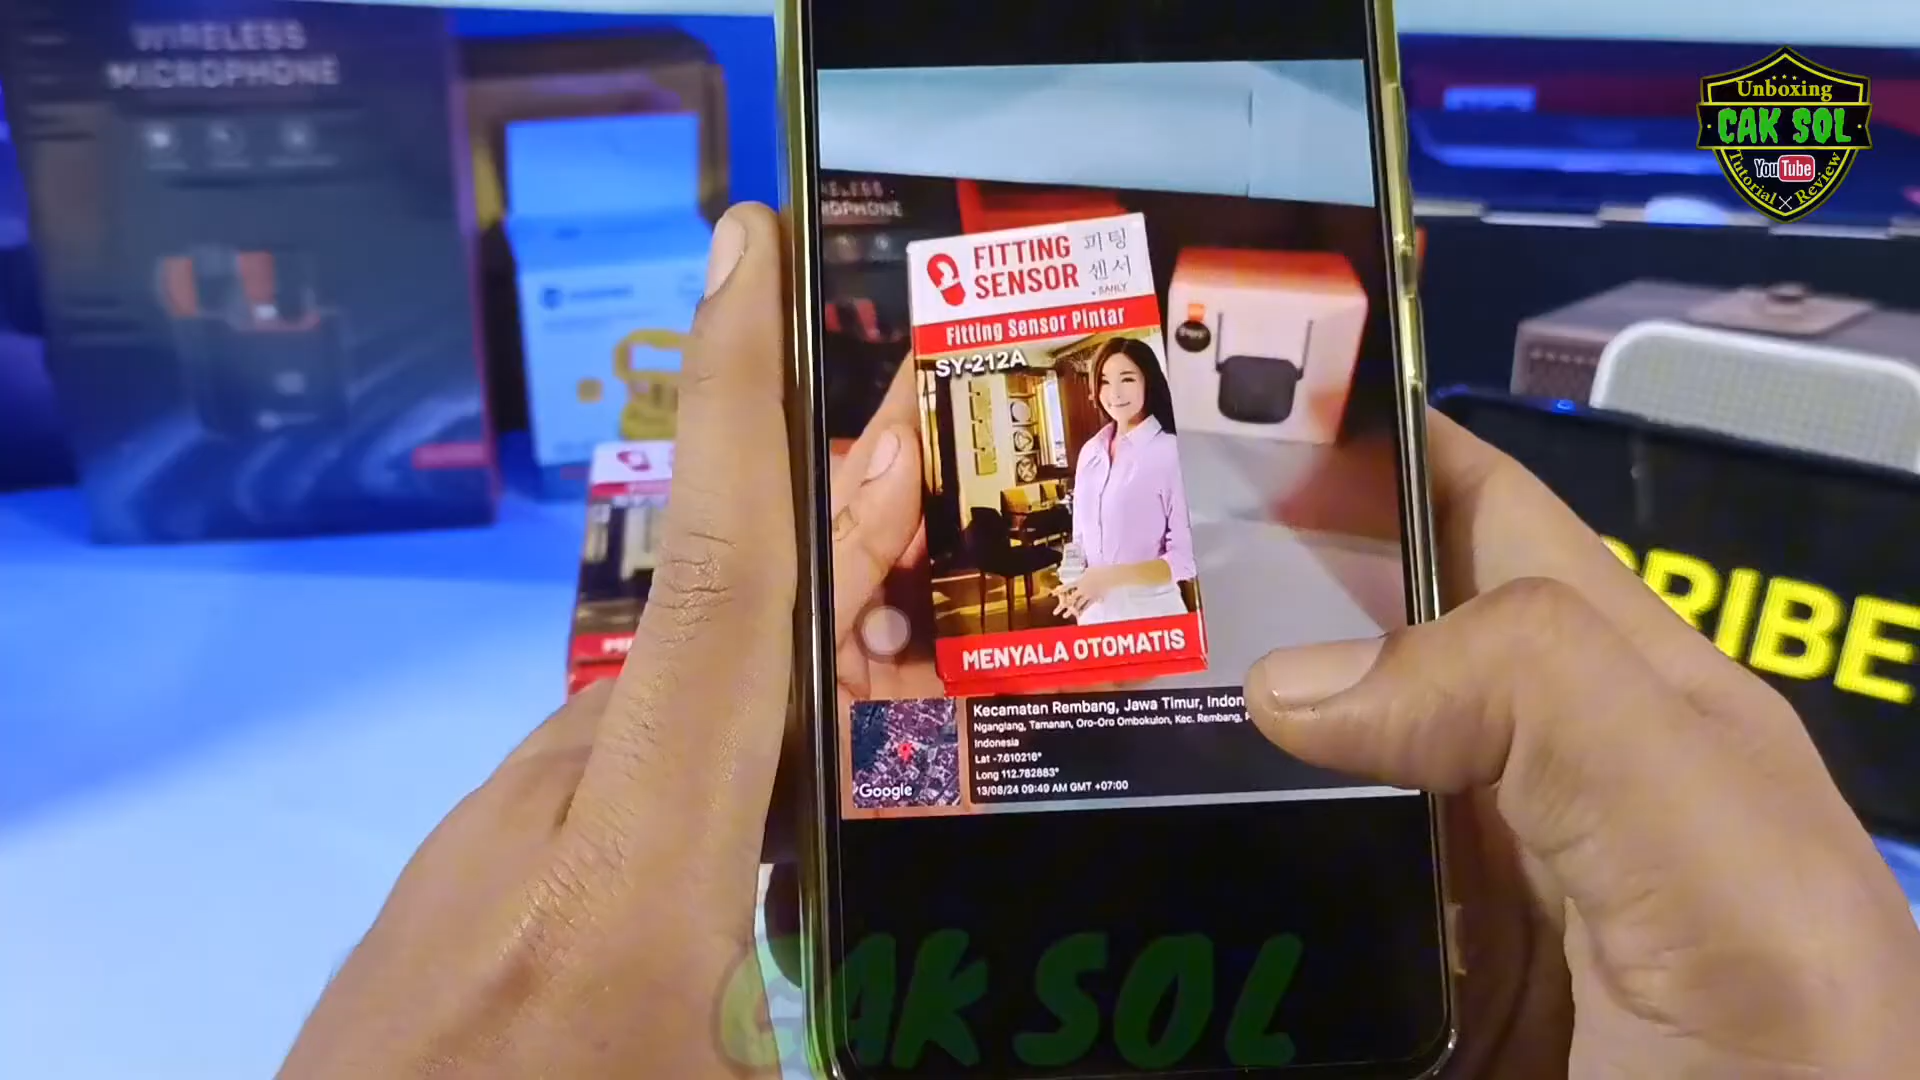 WIRELESS
MICROPHONE
Unboxing
CAK SOL
YouTube
Tutorial
Review
FITTING
SENSOR
피팅
센서
SANLY
Fitting Sensor Pintar
SY-212A
MENYALA OTOMATIS
Kecamatan Rembang, Jawa Timur, Indon
Nganglang, Tamanan, Oro-Oro Ombokulon, Kec. Rembang,
Indonesia
Lat -7.610216°
Long 112.782883°
13/08/24 09:49 AM GMT +07:00
Google
RIBE
CAK SOL